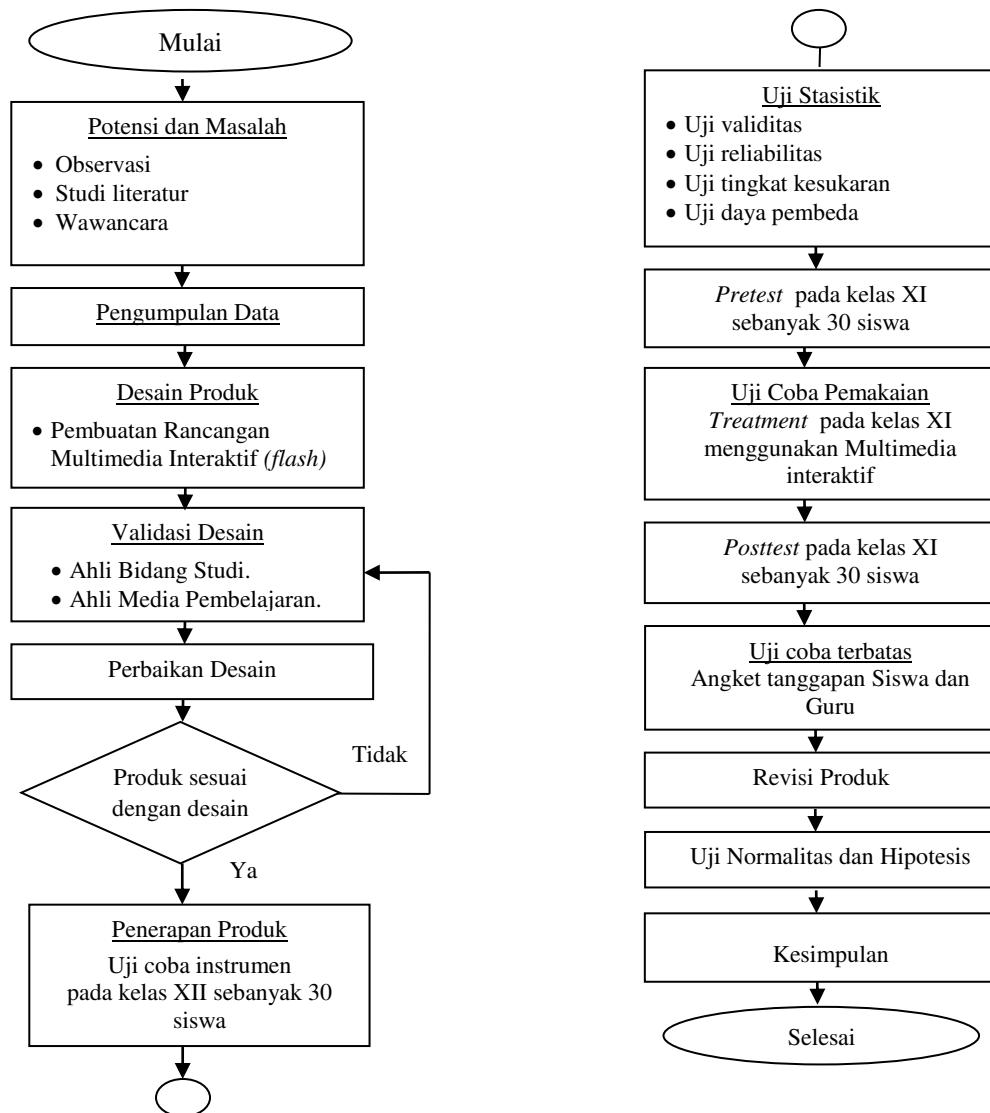 Mulai
Potensi dan Masalah
• Observasi
• Studi literatur
• Wawancara
Pengumpulan Data
Desain Produk
• Pembuatan Rancangan
Multimedia Interaktif (flash)
Validasi Desain
• Ahli Bidang Studi.
• Ahli Media Pembelajaran.
Perbaikan Desain
Produk sesuai
dengan desain
Tidak
Ya
Penerapan Produk
Uji coba instrumen
pada kelas XII sebanyak 30
siswa
Uji Stasistik
• Uji validitas
• Uji reliabilitas
• Uji tingkat kesukaran
• Uji daya pembeda
Pretest pada kelas XI
sebanyak 30 siswa
Uji Coba Pemakaian
Treatment pada kelas XI
menggunakan Multimedia
interaktif
Posttest pada kelas XI
sebanyak 30 siswa
Uji coba terbatas
Angket tanggapan Siswa dan
Guru
Revisi Produk
Uji Normalitas dan Hipotesis
Kesimpulan
Selesai